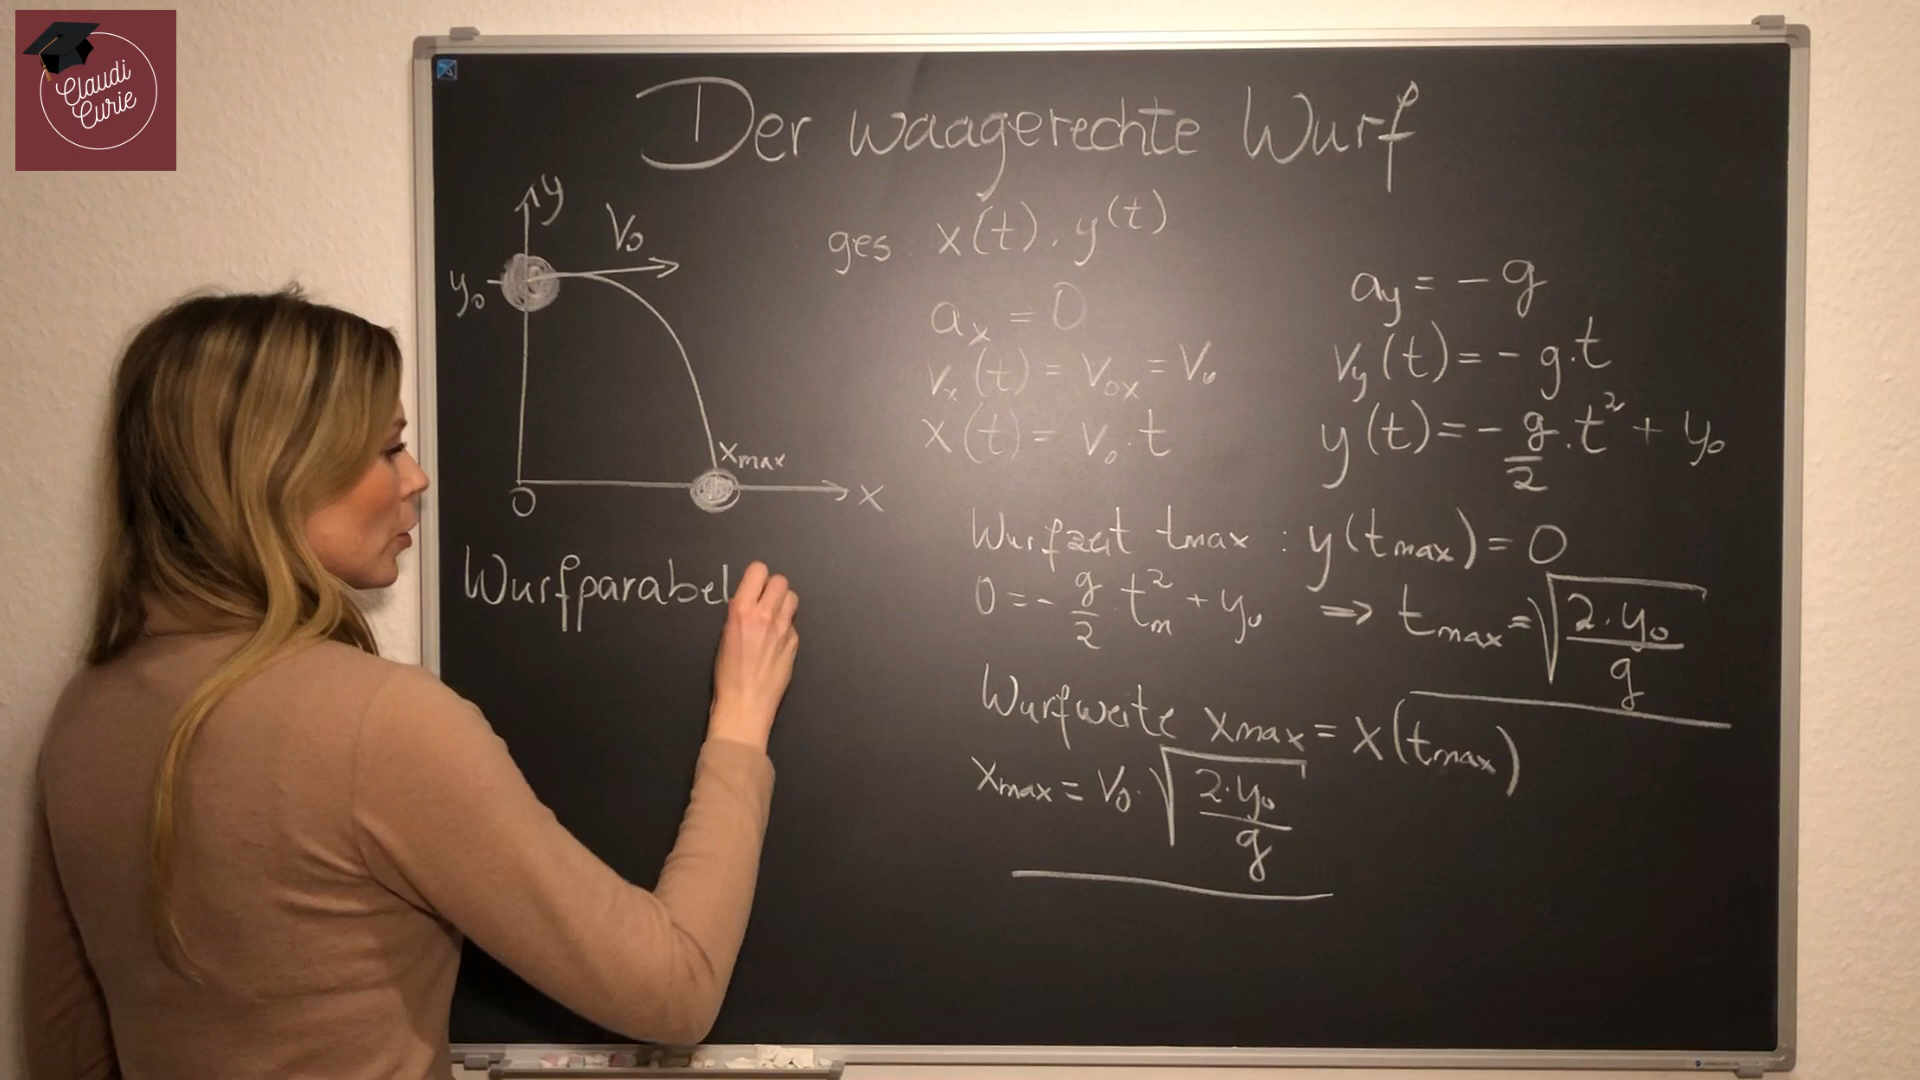 Claudi
Curie
Der waagerechte Wurf
y
V₀
y₀
xmax
0
x
Wurfparabel
ges x(t), y(t)
aₓ = 0
vₓ(t) = v₀ₓ = v₀
x(t) = v₀ · t
a_y = - g
v_y(t) = - g · t
y(t) = - g/2 · t² + y₀
Wurfzeit tmax : y(tmax) = 0
0 = - g/2 · tₘ² + y₀ ⇒ tmax = √(2 · y₀ / g)
Wurfweite xmax = x(tmax)
xmax = v₀ · √(2 · y₀ / g)